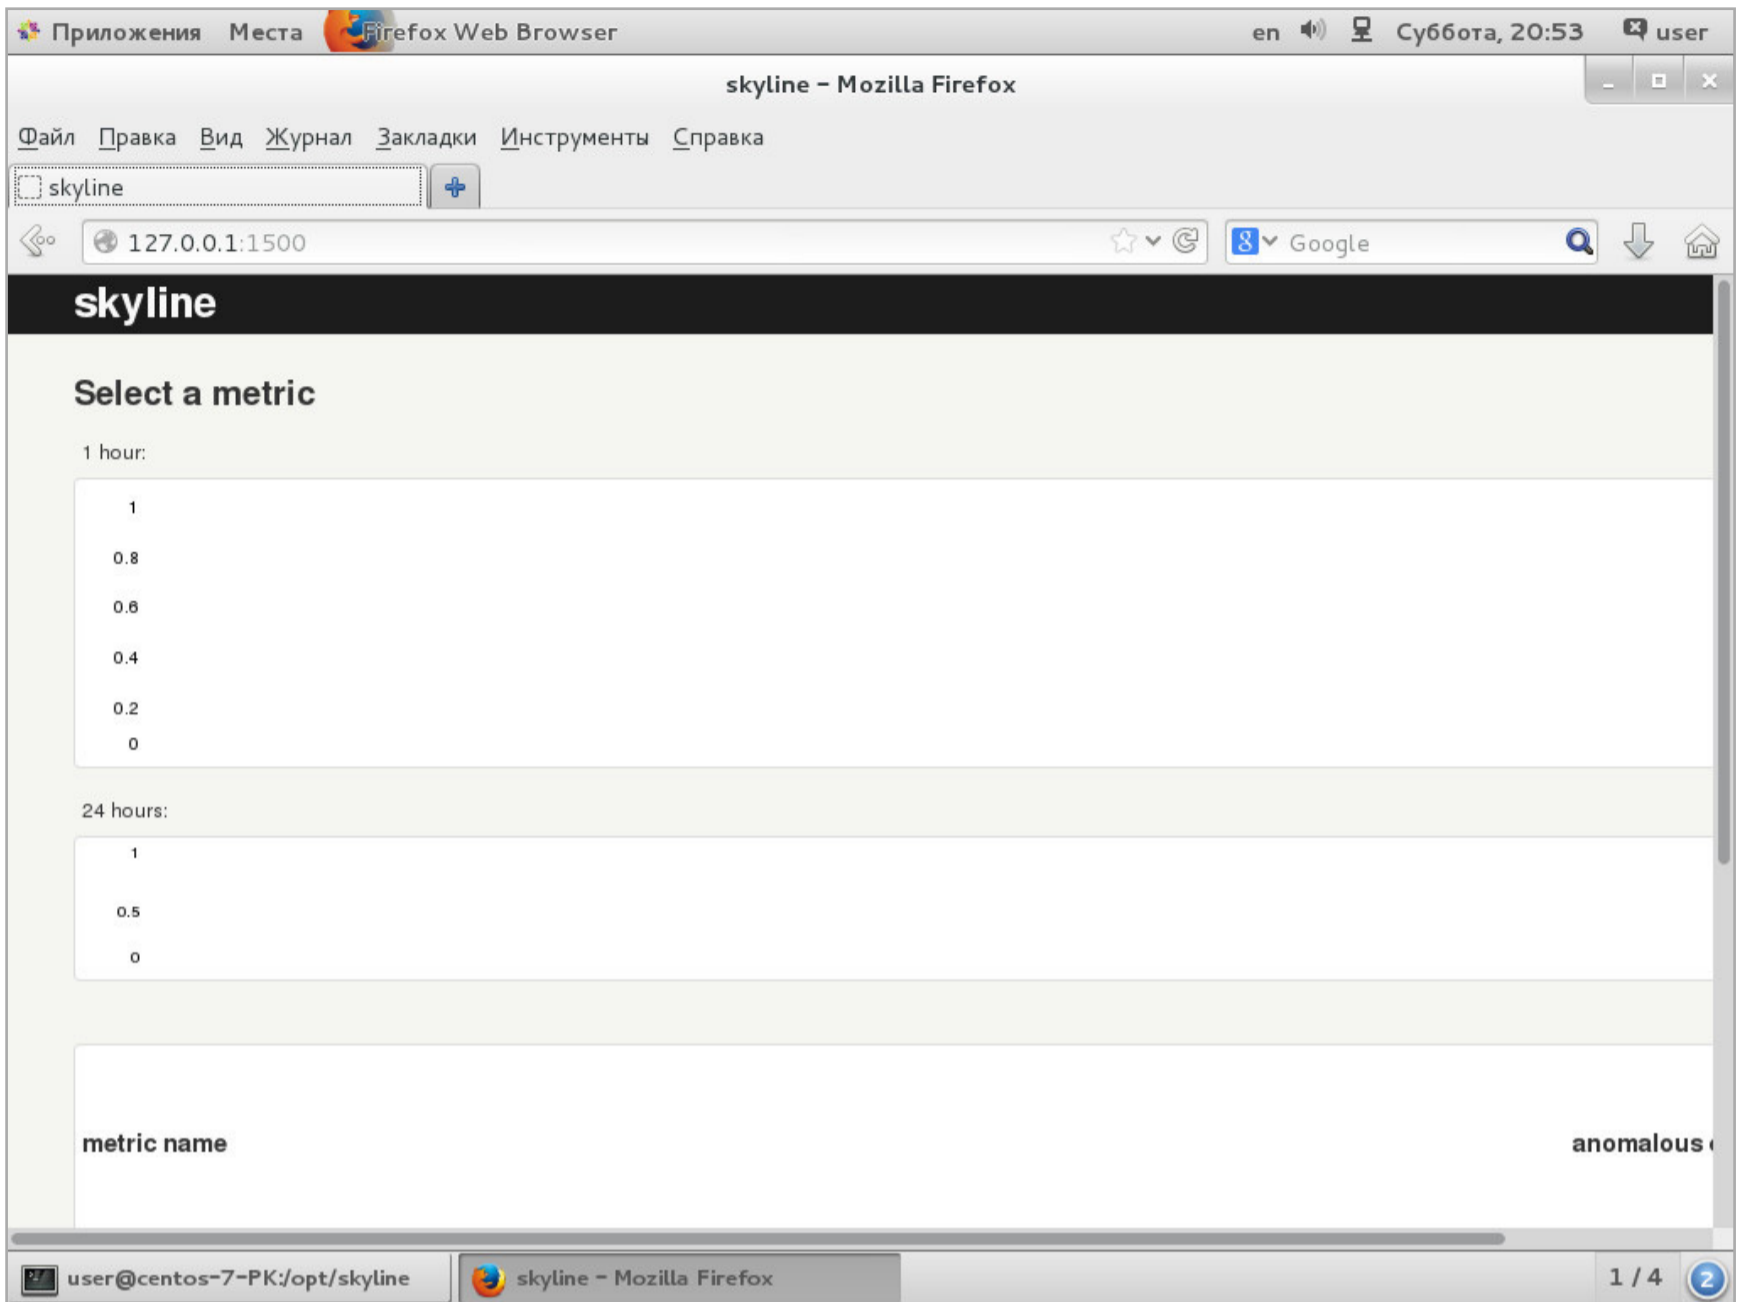 Приложения Места Firefox Web Browser en Суббота, 20:53 user
skyline - Mozilla Firefox
Файл Правка Вид Журнал Закладки Инструменты Справка
skyline
127.0.0.1:1500 8 Google
skyline
Select a metric
1 hour:
1
0.8
0.6
0.4
0.2
0
24 hours:
1
0.5
0
metric name anomalous
user@centos-7-PK:/opt/skyline skyline - Mozilla Firefox 1 / 4 2